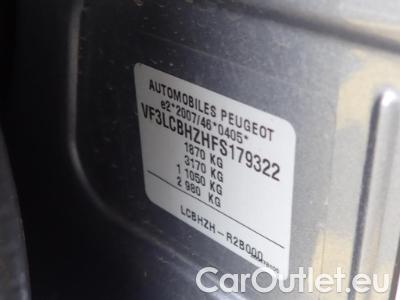 AUTOMOBILES PEUGEOT
e2*2007/46*0405*
VF3LCBHZHFS179322
1870 KG
3170 KG
1 1050 KG
2 980 KG
LCBHZH-R2B000
CarOutlet.eu